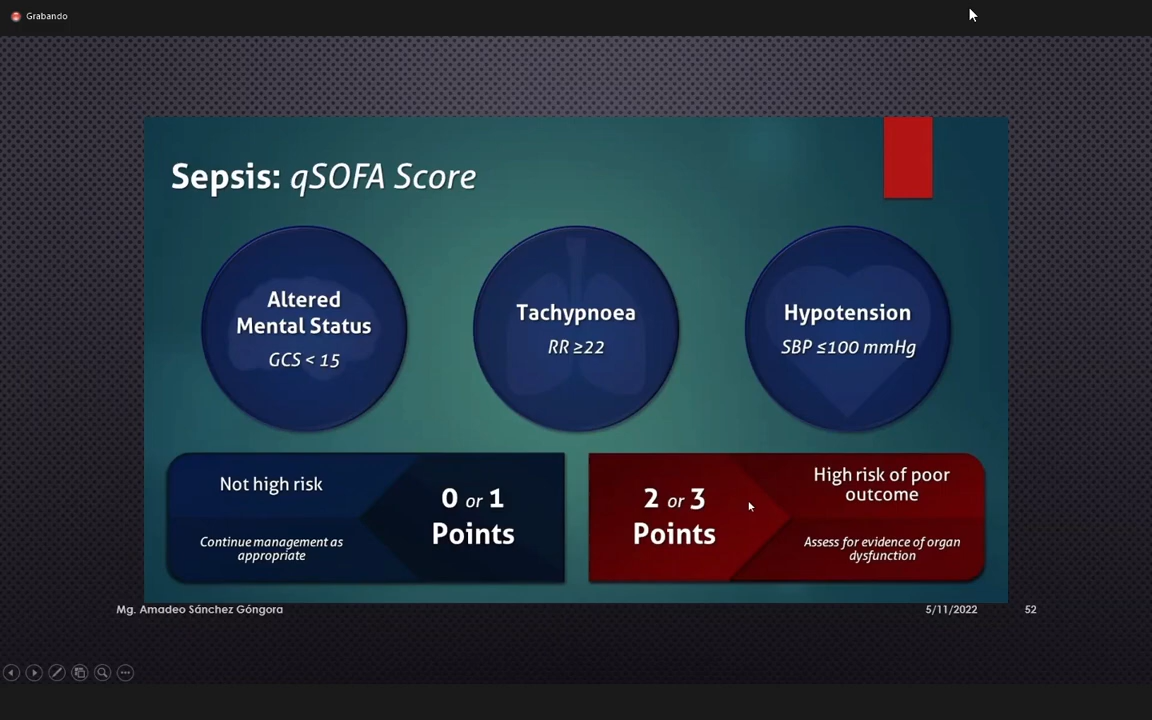 Grabando
Sepsis: qSOFA Score
Altered
Mental Status
GCS < 15
Tachypnoea
RR ≥22
Hypotension
SBP ≤100 mmHg
Not high risk
Continue management as
appropriate
0 or 1
Points
2 or 3
Points
High risk of poor
outcome
Assess for evidence of organ
dysfunction
Mg. Amadeo Sánchez Góngora
5/11/2022
52